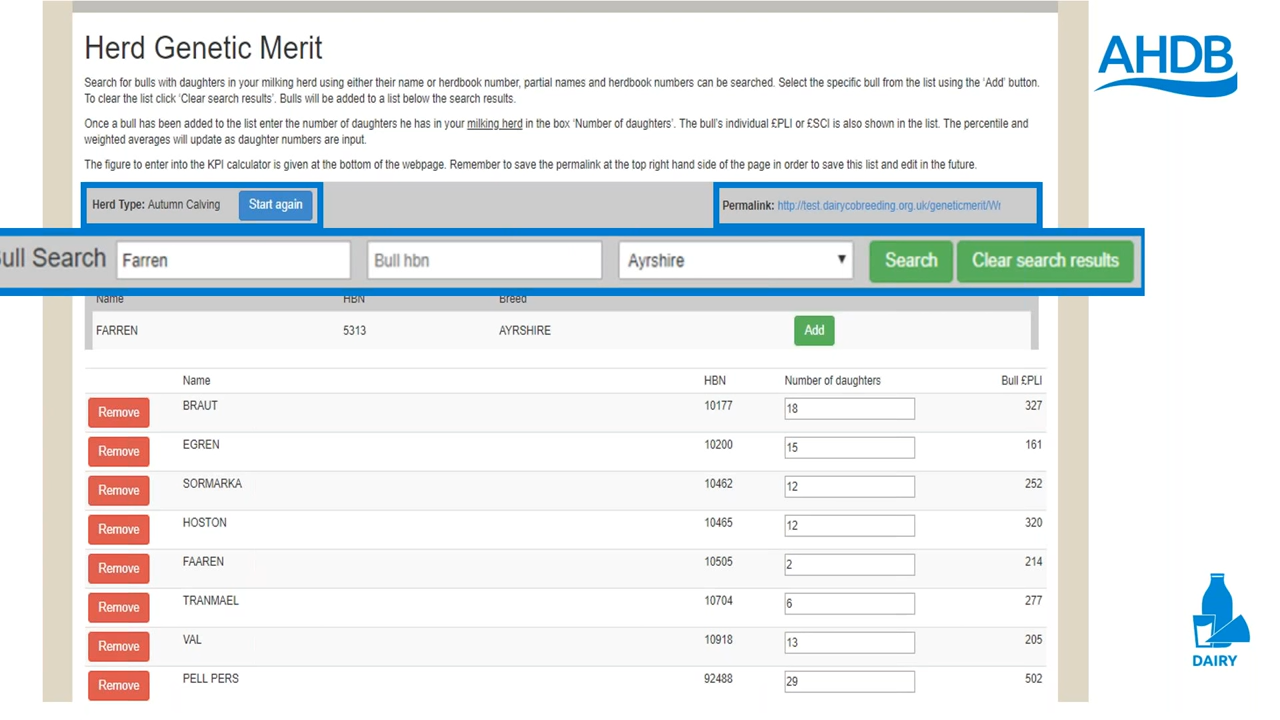 AHDB
Herd Genetic Merit
Search for bulls with daughters in your milking herd using either their name or herdbook number, partial names and herdbook numbers can be searched. Select the specific bull from the list using the 'Add' button.
To clear the list click 'Clear search results'. Bulls will be added to a list below the search results.
Once a bull has been added to the list enter the number of daughters he has in your milking herd in the box 'Number of daughters'. The bull's individual £PLI or £SCI is also shown in the list. The percentile and
weighted averages will update as daughter numbers are input.
The figure to enter into the KPI calculator is given at the bottom of the webpage. Remember to save the permalink at the top right hand side of the page in order to save this list and edit in the future.
Herd Type: Autumn Calving Start again Permalink: http://test.dairycobreeding.org.uk/geneticmerit/Wr
ull Search Farren Bull hbn Ayrshire Search Clear search results
Name HBN Breed
FARREN 5313 AYRSHIRE Add
Name HBN Number of daughters Bull £PLI
Remove BRAUT 10177 18 327
Remove EGREN 10200 15 161
Remove SORMARKA 10462 12 252
Remove HOSTON 10465 12 320
Remove FAAREN 10505 2 214
Remove TRANMAEL 10704 6 277
Remove VAL 10918 13 205
Remove PELL PERS 92488 29 502
DAIRY